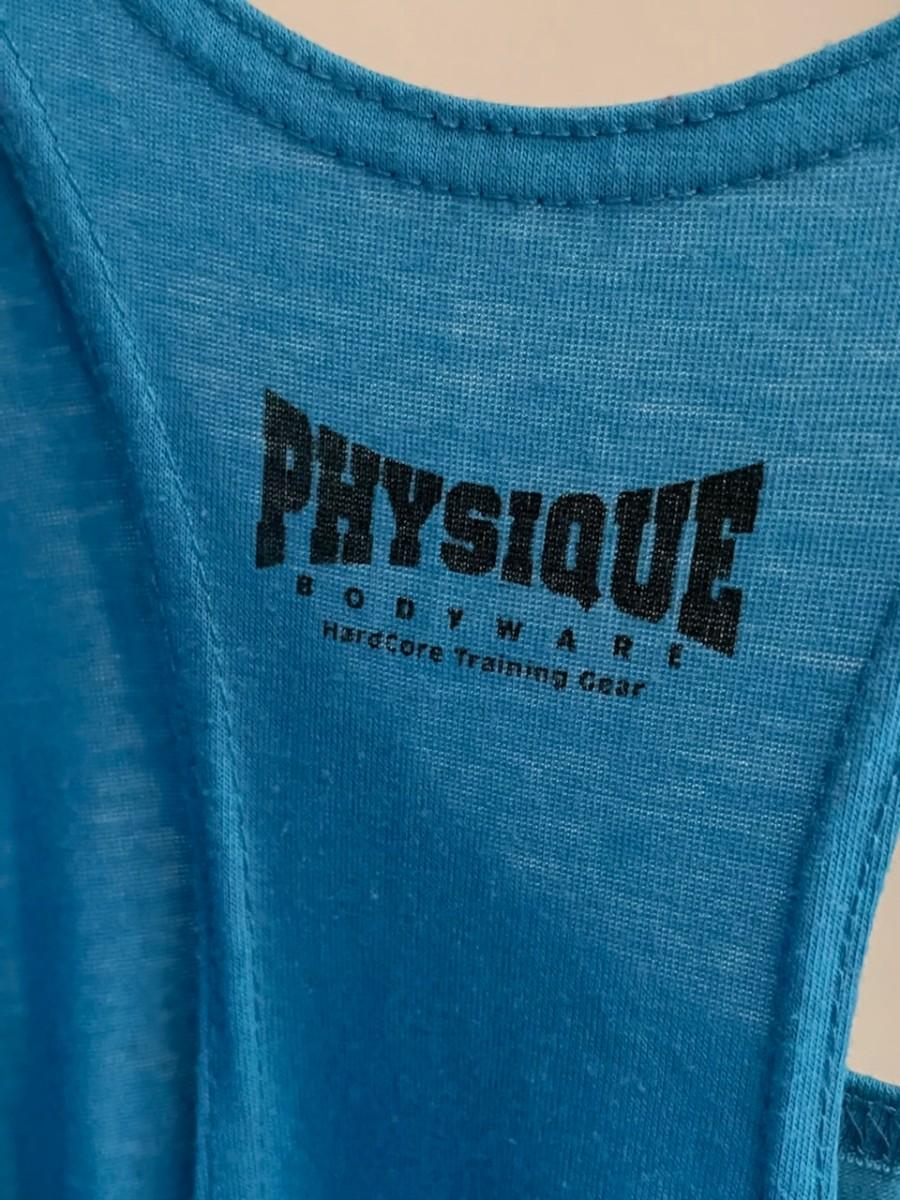 PHYSIQUE
BODYWARE
HardCore Training Gear